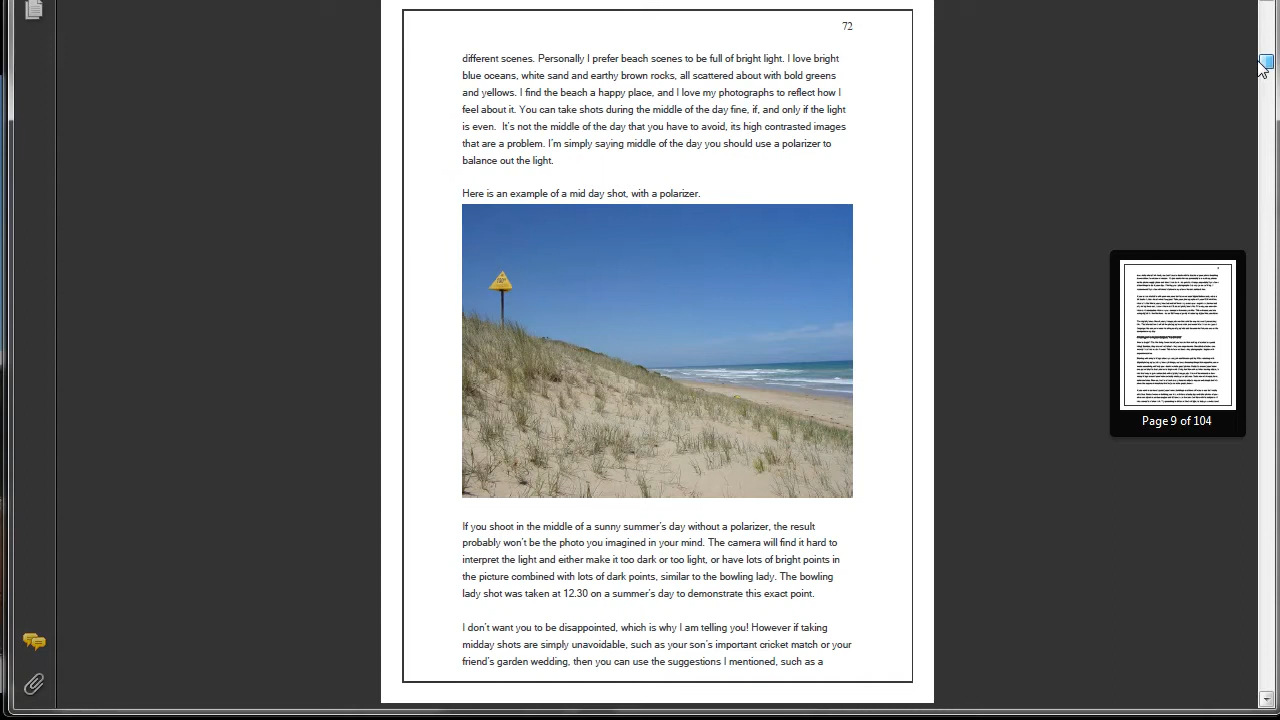 72
different scenes. Personally I prefer beach scenes to be full of bright light. I love bright
blue oceans, white sand and earthy brown rocks, all scattered about with bold greens
and yellows. I find the beach a happy place, and I love my photographs to reflect how I
feel about it. You can take shots during the middle of the day fine, if, and only if the light
is even.  It's not the middle of the day that you have to avoid, its high contrasted images
that are a problem. I'm simply saying middle of the day you should use a polarizer to
balance out the light.
Here is an example of a mid day shot, with a polarizer.
If you shoot in the middle of a sunny summer's day without a polarizer, the result
probably won't be the photo you imagined in your mind. The camera will find it hard to
interpret the light and either make it too dark or too light, or have lots of bright points in
the picture combined with lots of dark points, similar to the bowling lady. The bowling
lady shot was taken at 12.30 on a summer's day to demonstrate this exact point.
I don't want you to be disappointed, which is why I am telling you! However if taking
midday shots are simply unavoidable, such as your son's important cricket match or your
friend's garden wedding, then you can use the suggestions I mentioned, such as a
Page 9 of 104